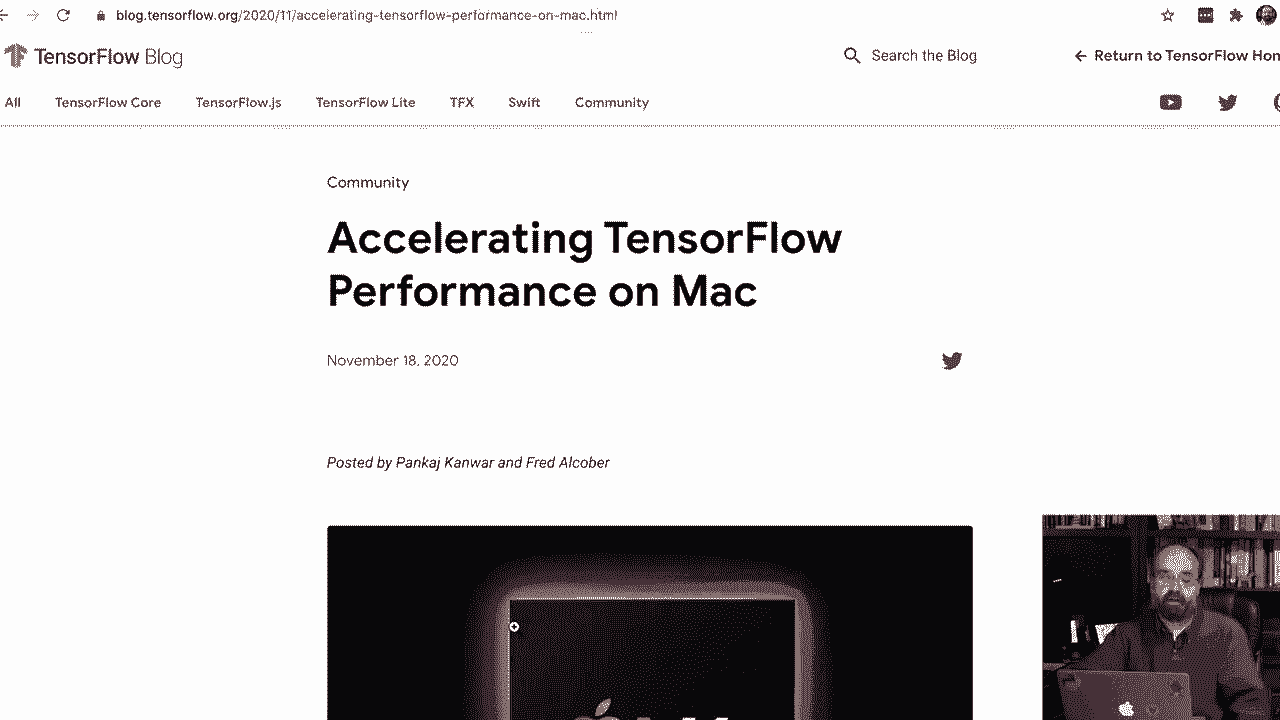 blog.tensorflow.org/2020/11/accelerating-tensorflow-performance-on-mac.html
TensorFlow Blog
Search the Blog
Return to TensorFlow Hom
All
TensorFlow Core
TensorFlow.js
TensorFlow Lite
TFX
Swift
Community
Community
Accelerating TensorFlow
Performance on Mac
November 18, 2020
Posted by Pankaj Kanwar and Fred Alcober